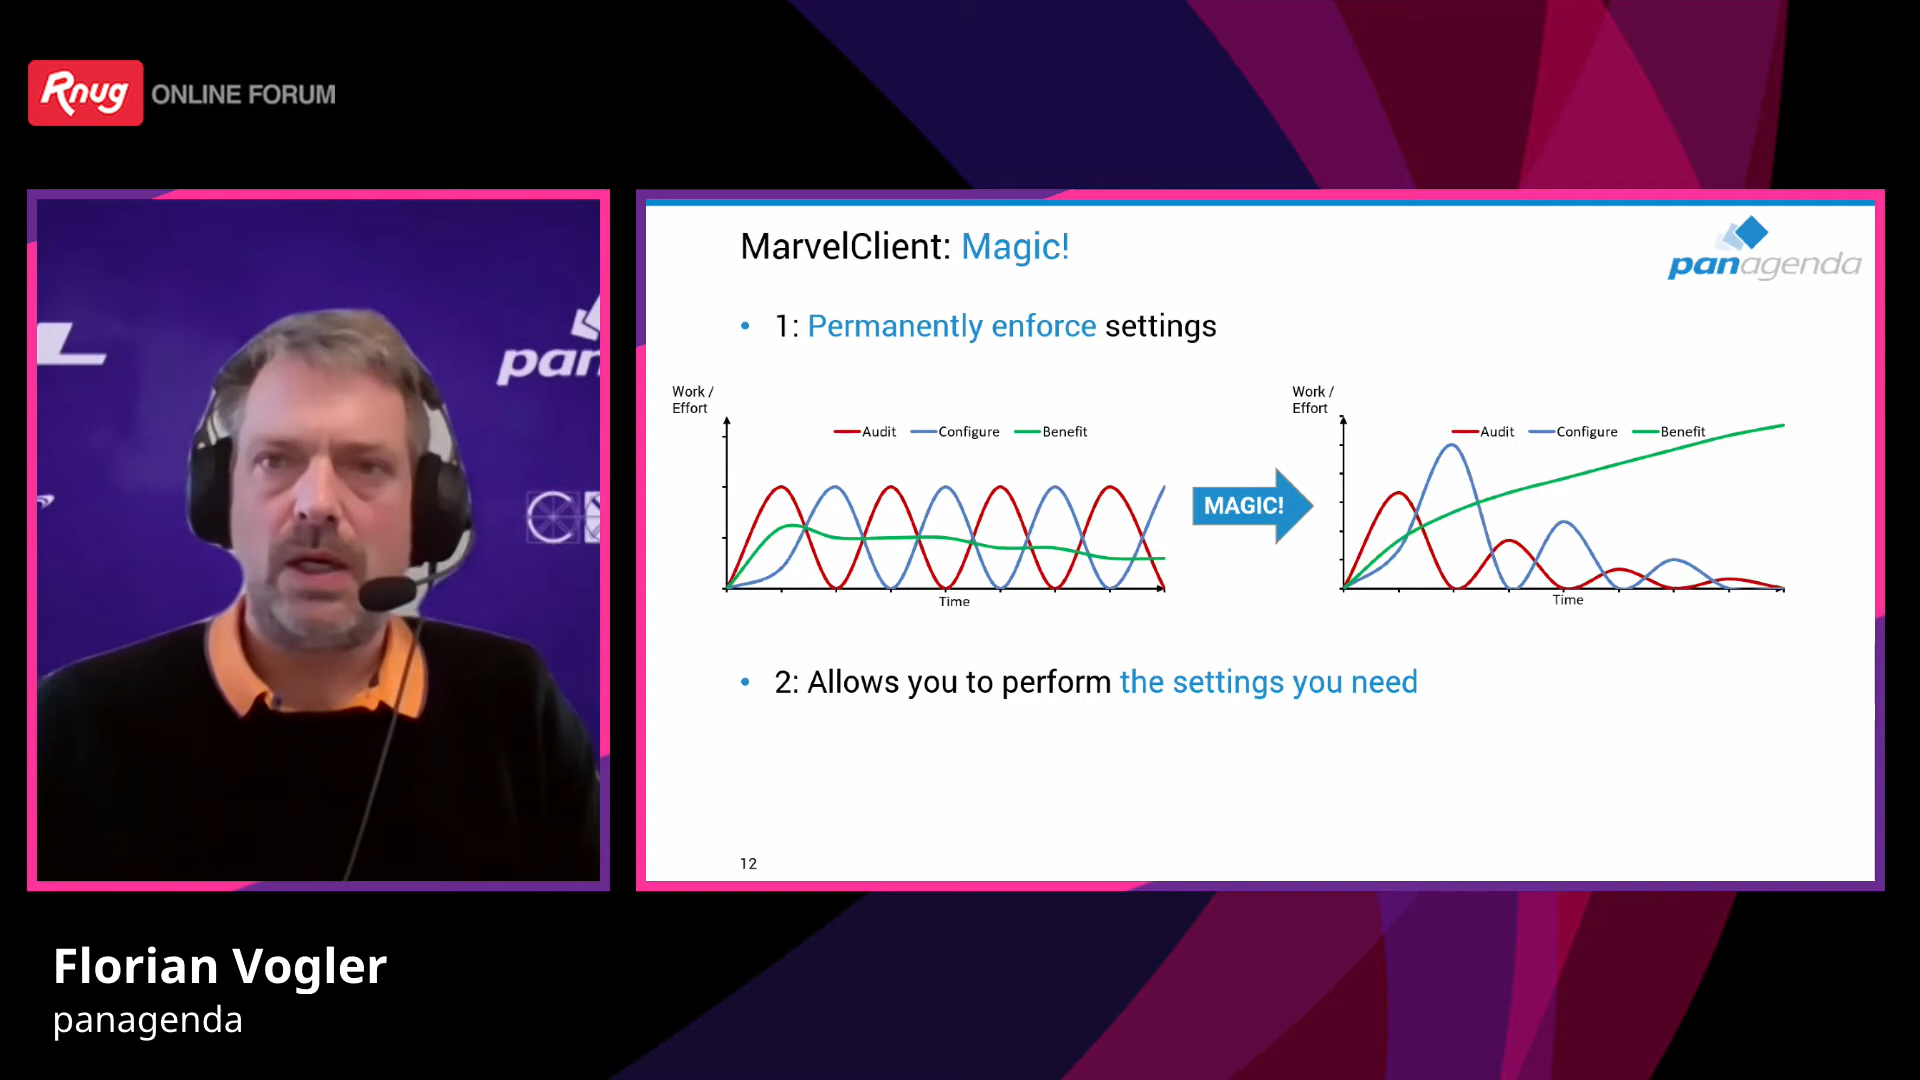 Rnug ONLINE FORUM
pan
MarvelClient: Magic!
panagenda
• 1: Permanently enforce settings
Work /
Effort
Audit Configure Benefit
Time
MAGIC!
Work /
Effort
Audit Configure Benefit
Time
• 2: Allows you to perform the settings you need
12
Florian Vogler
panagenda